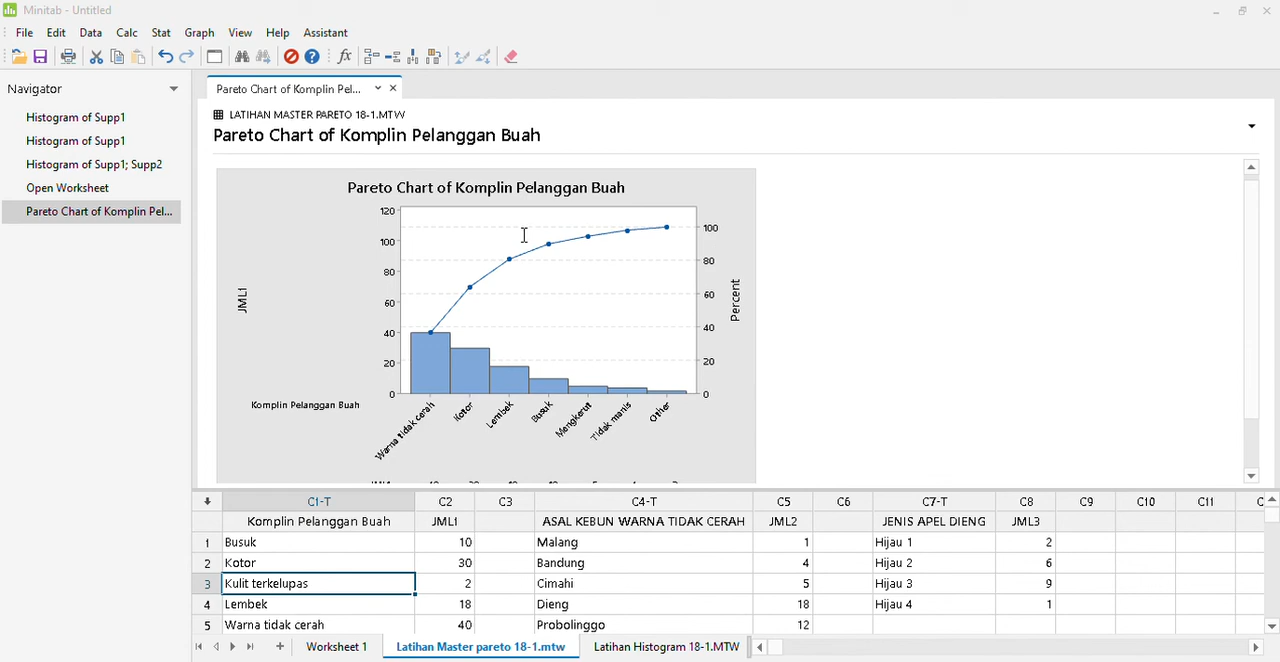 Minitab - Untitled
File Edit Data Calc Stat Graph View Help Assistant
Navigator
Histogram of Supp1
Histogram of Supp1
Histogram of Supp1; Supp2
Open Worksheet
Pareto Chart of Komplin Pel...
Pareto Chart of Komplin Pel...
LATIHAN MASTER PARETO 18-1.MTW
Pareto Chart of Komplin Pelanggan Buah
Pareto Chart of Komplin Pelanggan Buah
120
100
80
60
40
20
0
JML1
100
80
60
40
20
0
Percent
Komplin Pelanggan Buah
Warna tidak cerah
Kotor
Lembek
Busuk
Mengkerut
Tidak manis
Other
C1-T C2 C3 C4-T C5 C6 C7-T C8 C9 C10 C11 C
Komplin Pelanggan Buah JML1 ASAL KEBUN WARNA TIDAK CERAH JML2 JENIS APEL DIENG JML3
1 Busuk 10 Malang 1 Hijau 1 2
2 Kotor 30 Bandung 4 Hijau 2 6
3 Kulit terkelupas 2 Cimahi 5 Hijau 3 9
4 Lembek 18 Dieng 18 Hijau 4 1
5 Warna tidak cerah 40 Probolinggo 12
Worksheet 1 Latihan Master pareto 18-1.mtw Latihan Histogram 18-1.MTW